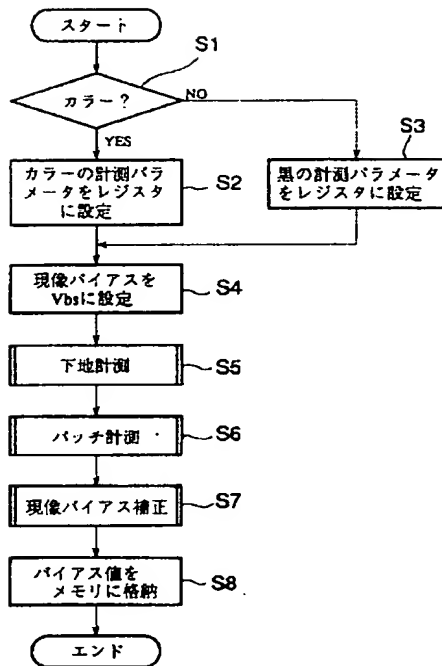 スタート
S1
カラー?
NO
YES
S3
カラーの計測パラ
メータをレジスタ
に設定
S2
黒の計測パラメータ
をレジスタに設定
現像バイアスを
Vbsに設定
S4
下地計測
S5
パッチ計測
S6
現像バイアス補正
S7
バイアス値を
メモリに格納
S8
エンド